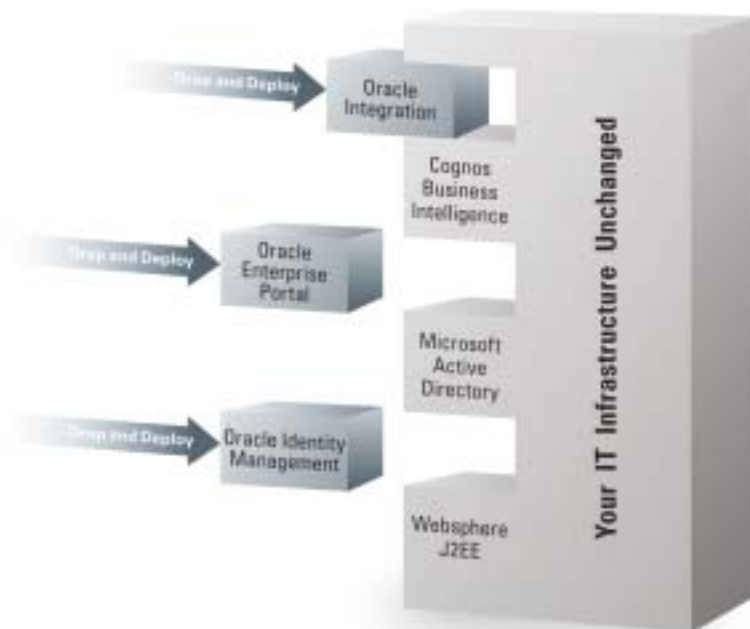 Drop and Deploy
Oracle
Integration
Cognos
Business
Intelligence
Drop and Deploy
Oracle
Enterprise
Portal
Microsoft
Active
Directory
Drop and Deploy
Oracle Identity
Management
Websphere
J2EE
Your IT Infrastructure Unchanged